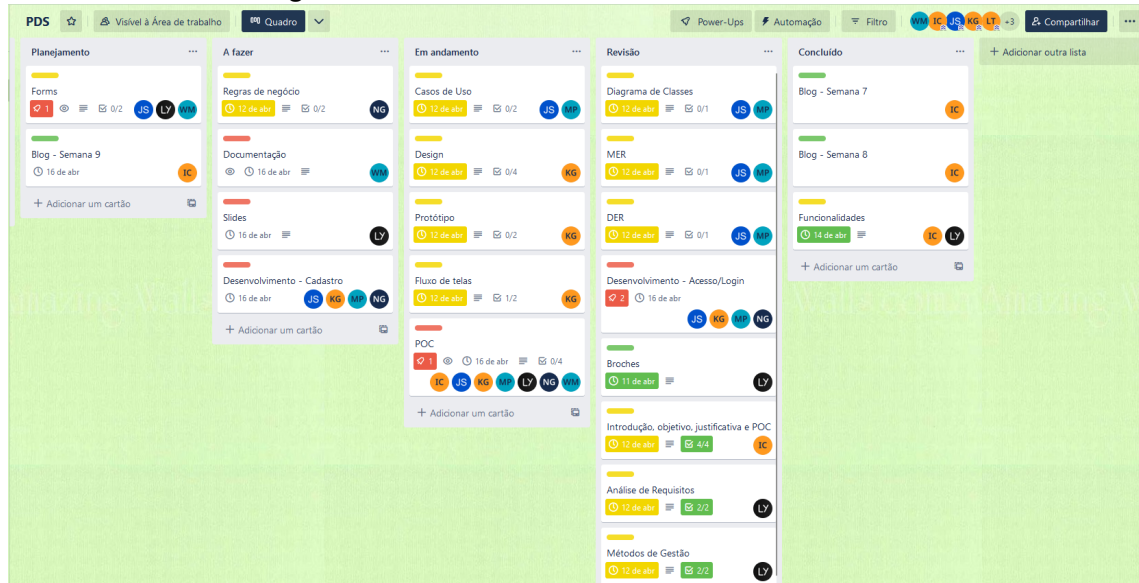 PDS Visível à Área de trabalho Quadro Power-Ups Automação Filtro WM IC JS KG LT +3 Compartilhar
Planejamento
Forms
1 0/2 JS LY WM
Blog - Semana 9
16 de abr IC
+ Adicionar um cartão
A fazer
Regras de negócio
12 de abr 0/2 NG
Documentação
16 de abr WM
Slides
16 de abr LY
Desenvolvimento - Cadastro
16 de abr JS KG MP NG
+ Adicionar um cartão
Em andamento
Casos de Uso
12 de abr 0/2 JS MP
Design
12 de abr 0/4 KG
Protótipo
12 de abr 0/2 KG
Fluxo de telas
12 de abr 1/2 KG
POC
1 16 de abr 0/4
IC JS KG MP LY NG WM
+ Adicionar um cartão
Revisão
Diagrama de Classes
12 de abr 0/1 JS MP
MER
12 de abr 0/1 JS MP
DER
12 de abr 0/1 JS MP
Desenvolvimento - Acesso/Login
2 16 de abr
JS KG MP NG
Broches
11 de abr LY
Introdução, objetivo, justificativa e POC
12 de abr 4/4 IC
Análise de Requisitos
12 de abr 2/2 LY
Métodos de Gestão
12 de abr 2/2 LY
Concluído
Blog - Semana 7
IC
Blog - Semana 8
IC
Funcionalidades
14 de abr IC LY
+ Adicionar um cartão
+ Adicionar outra lista